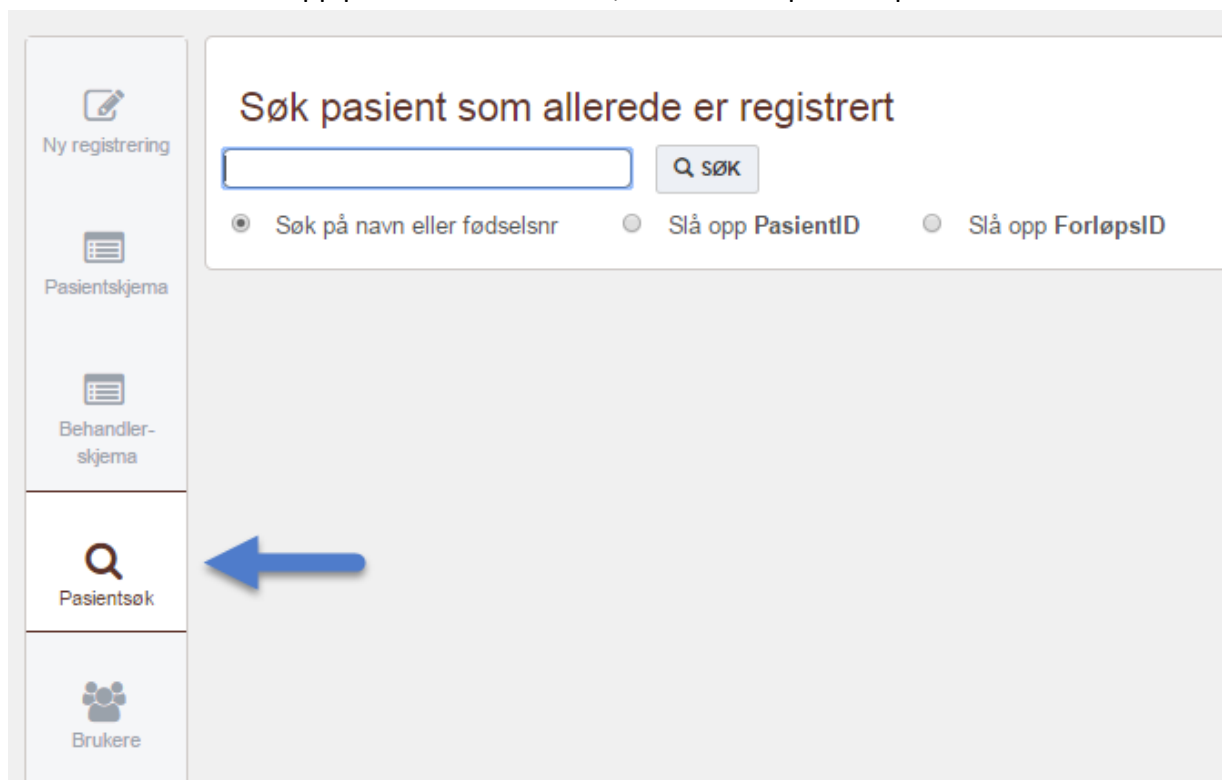 Ny registrering
Pasientskjema
Behandler-
skjema
Pasientsøk
Brukere
Søk pasient som allerede er registrert
SØK
Søk på navn eller fødselsnr
Slå opp PasientID
Slå opp ForløpsID